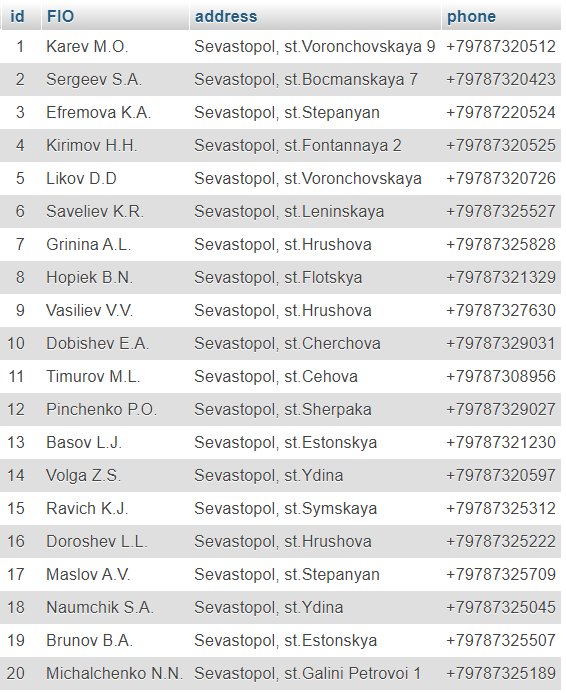 id FIO address phone
1 Karev M.O. Sevastopol, st.Voronchovskaya 9 +79787320512
2 Sergeev S.A. Sevastopol, st.Bocmanskaya 7 +79787320423
3 Efremova K.A. Sevastopol, st.Stepanyan +79787220524
4 Kirimov H.H. Sevastopol, st.Fontannaya 2 +79787320525
5 Likov D.D Sevastopol, st.Voronchovskaya +79787320726
6 Saveliev K.R. Sevastopol, st.Leninskaya +79787325527
7 Grinina A.L. Sevastopol, st.Hrushova +79787325828
8 Hopiek B.N. Sevastopol, st.Flotskya +79787321329
9 Vasiliev V.V. Sevastopol, st.Hrushova +79787327630
10 Dobishev E.A. Sevastopol, st.Cherchova +79787329031
11 Timurov M.L. Sevastopol, st.Cehova +79787308956
12 Pinchenko P.O. Sevastopol, st.Sherpaka +79787329027
13 Basov L.J. Sevastopol, st.Estonskya +79787321230
14 Volga Z.S. Sevastopol, st.Ydina +79787320597
15 Ravich K.J. Sevastopol, st.Symskaya +79787325312
16 Doroshev L.L. Sevastopol, st.Hrushova +79787325222
17 Maslov A.V. Sevastopol, st.Stepanyan +79787325709
18 Naumchik S.A. Sevastopol, st.Ydina +79787325045
19 Brunov B.A. Sevastopol, st.Estonskya +79787325507
20 Michalchenko N.N. Sevastopol, st.Galini Petrovoi 1 +79787325189